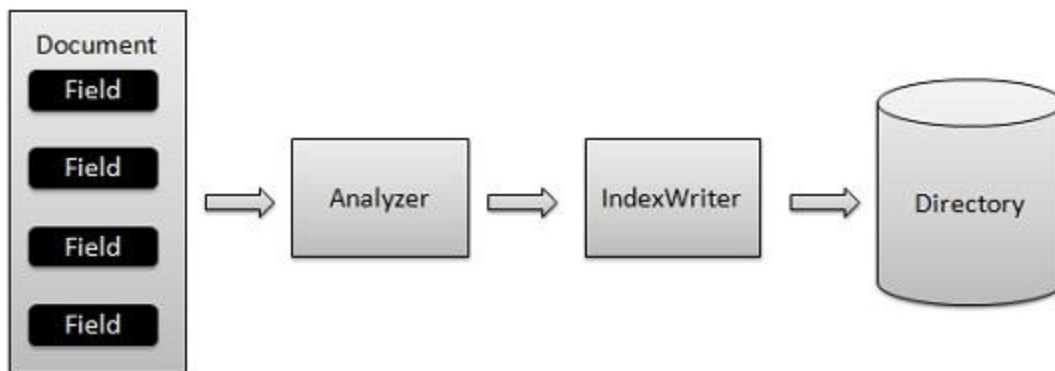 Document
Field
Field
Field
Field
Analyzer
IndexWriter
Directory